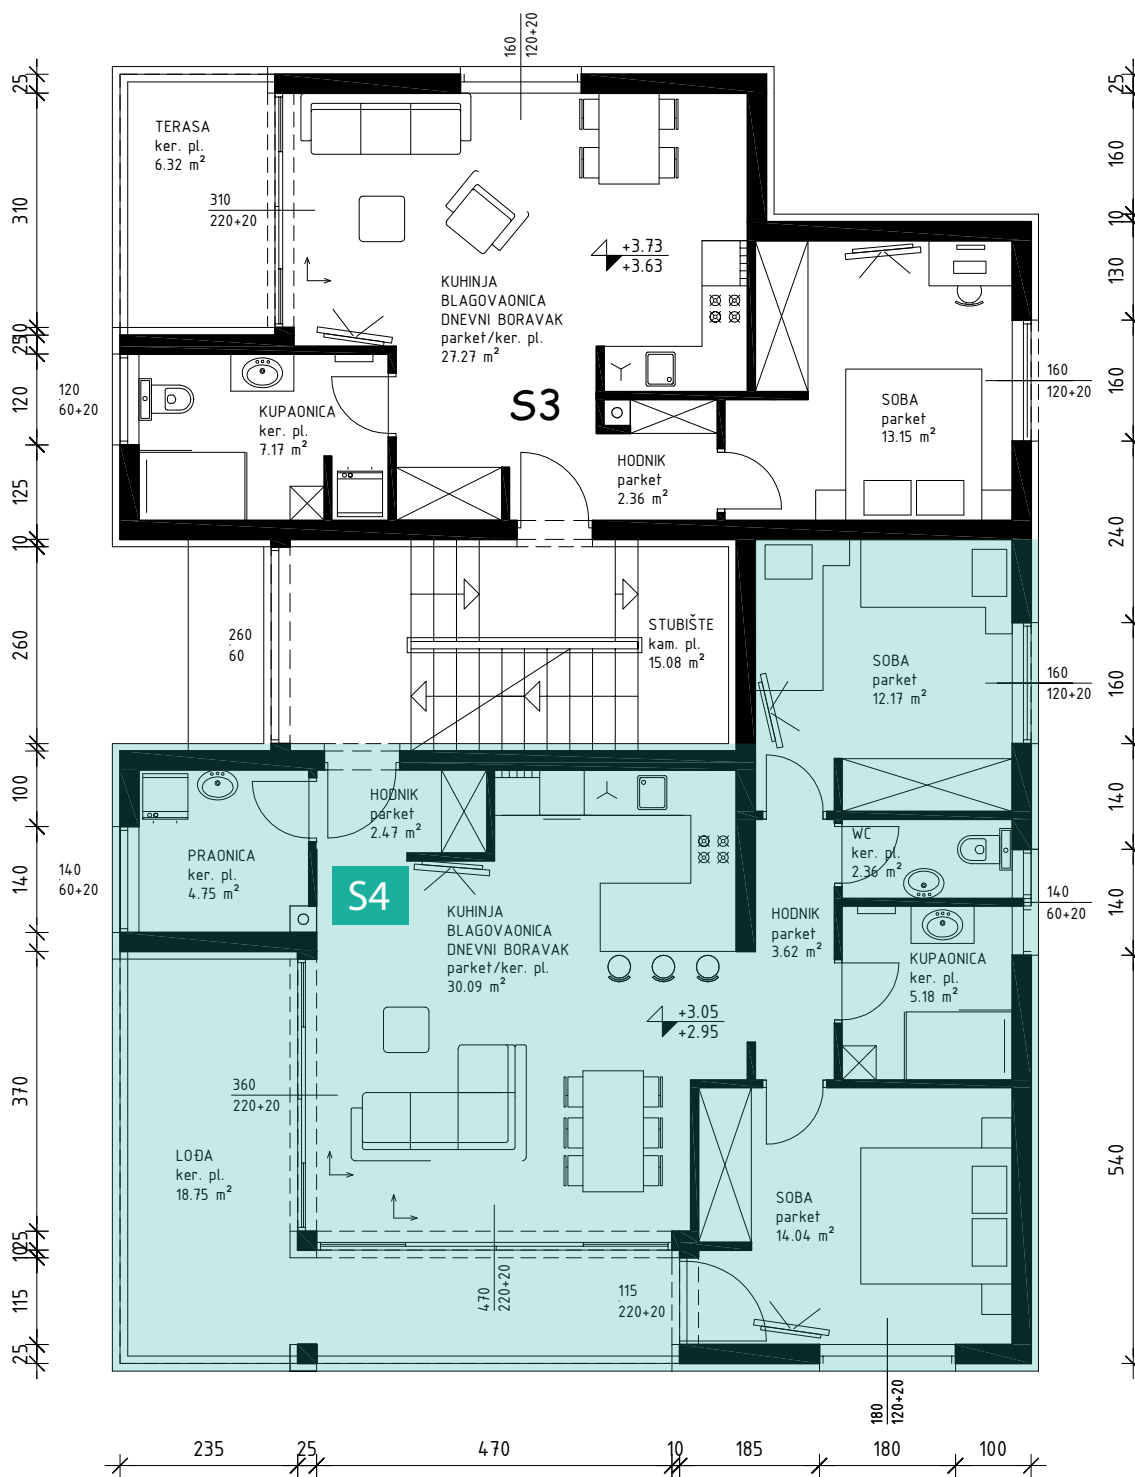 160
120+20
TERASA
ker. pl.
6.32 m²
310
220+20
+3.73
+3.63
KUHINJA
BLAGOVAONICA
DNEVNI BORAVAK
parket/ker. pl.
27.27 m²
S3
120
60+20
KUPAONICA
ker. pl.
7.17 m²
HODNIK
parket
2.36 m²
SOBA
parket
13.15 m²
160
120+20
260
60
STUBIŠTE
kam. pl.
15.08 m²
SOBA
parket
12.17 m²
160
120+20
HODNIK
parket
2.47 m²
PRAONICA
ker. pl.
4.75 m²
140
60+20
S4
KUHINJA
BLAGOVAONICA
DNEVNI BORAVAK
parket/ker. pl.
30.09 m²
WC
ker. pl.
2.36 m²
140
60+20
HODNIK
parket
3.62 m²
KUPAONICA
ker. pl.
5.18 m²
+3.05
+2.95
360
220+20
LOĐA
ker. pl.
18.75 m²
SOBA
parket
14.04 m²
470
220+20
115
220+20
180
120+20
25
310
10
25
120
125
10
260
100
140
370
25
10
115
25
25
160
10
130
160
240
160
140
140
540
235
25
470
10
185
180
100